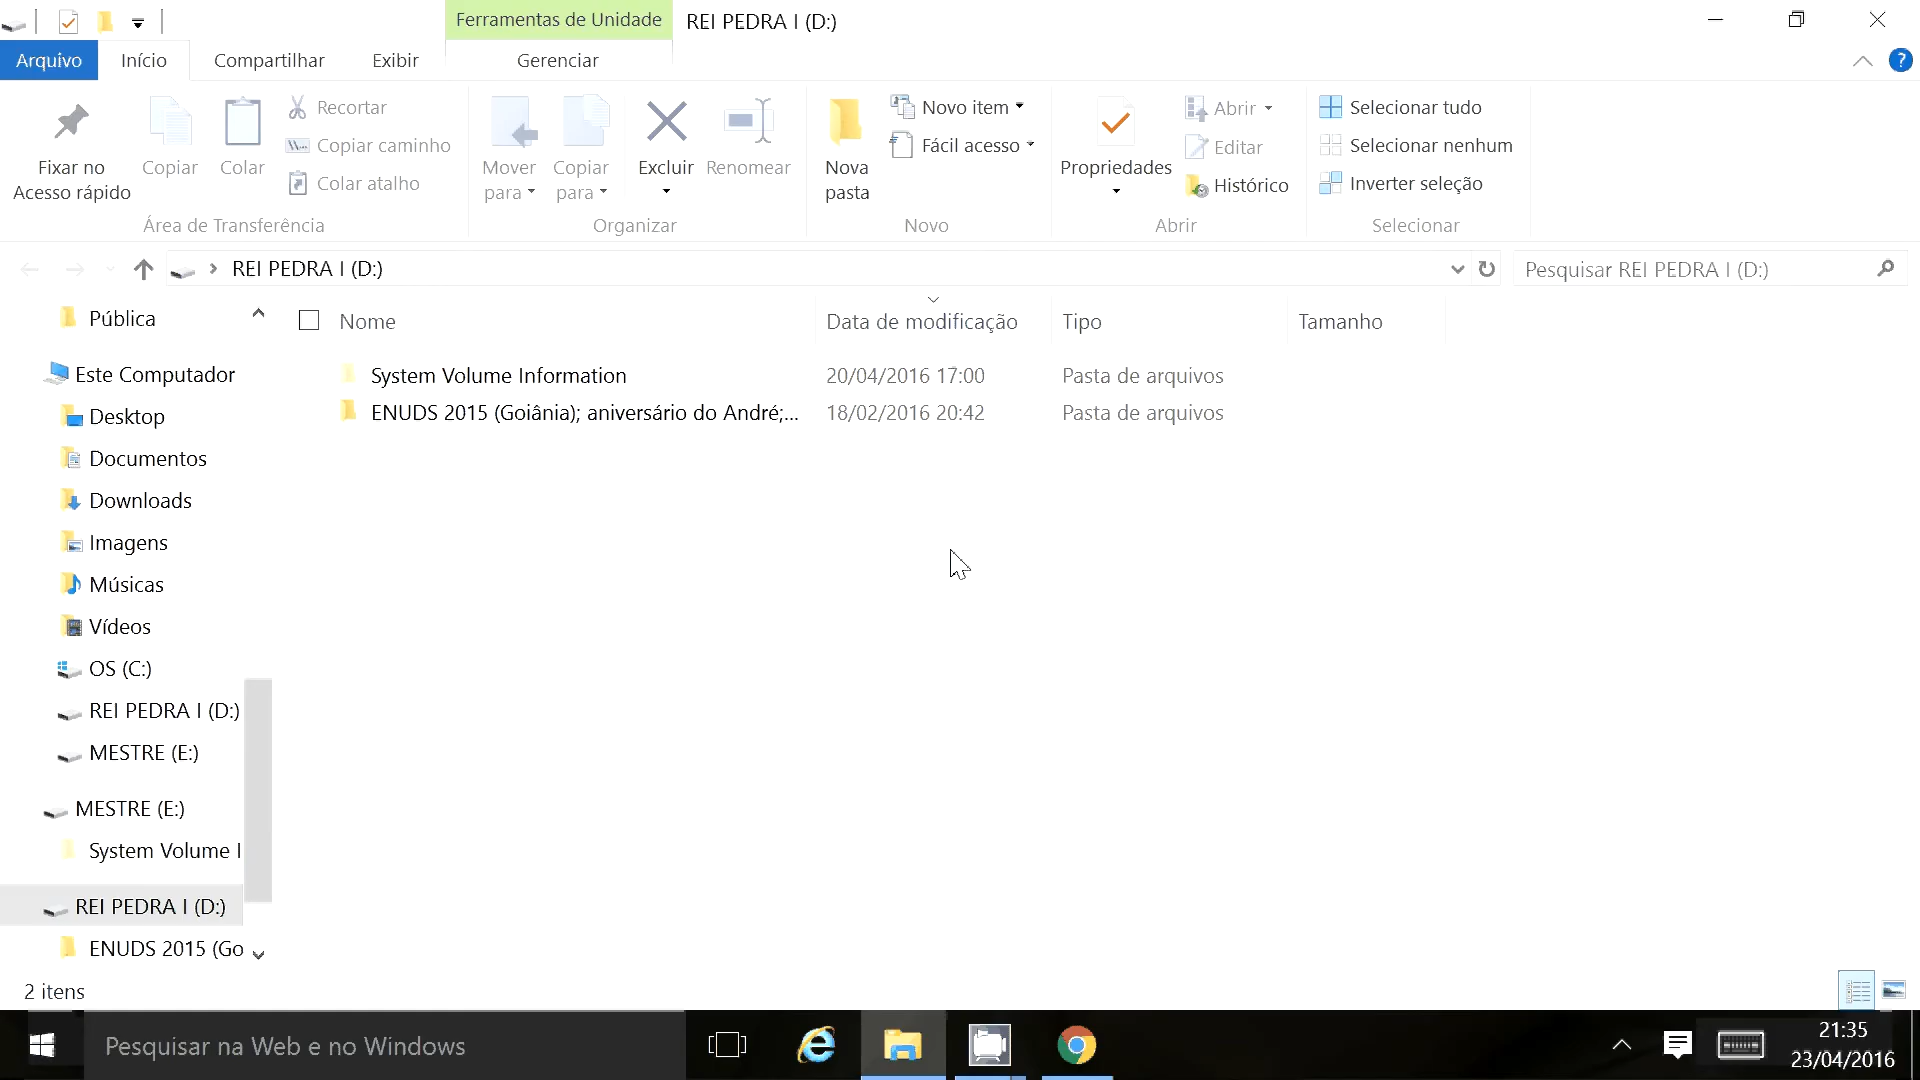 Ferramentas de Unidade
REI PEDRA I (D:)
Arquivo
Início
Compartilhar
Exibir
Gerenciar
?
Fixar no
Acesso rápido
Copiar
Colar
Recortar
Copiar caminho
Colar atalho
Mover
para
Copiar
para
Excluir
Renomear
Nova
pasta
Novo item
Fácil acesso
Propriedades
Abrir
Editar
Histórico
Selecionar tudo
Selecionar nenhum
Inverter seleção
Área de Transferência
Organizar
Novo
Abrir
Selecionar
REI PEDRA I (D:)
Pesquisar REI PEDRA I (D:)
Pública
Este Computador
Desktop
Documentos
Downloads
Imagens
Músicas
Vídeos
OS (C:)
REI PEDRA I (D:)
MESTRE (E:)
MESTRE (E:)
System Volume I
REI PEDRA I (D:)
ENUDS 2015 (Go
Nome
Data de modificação
Tipo
Tamanho
System Volume Information
20/04/2016 17:00
Pasta de arquivos
ENUDS 2015 (Goiânia); aniversário do André;...
18/02/2016 20:42
Pasta de arquivos
2 itens
Pesquisar na Web e no Windows
21:35
23/04/2016